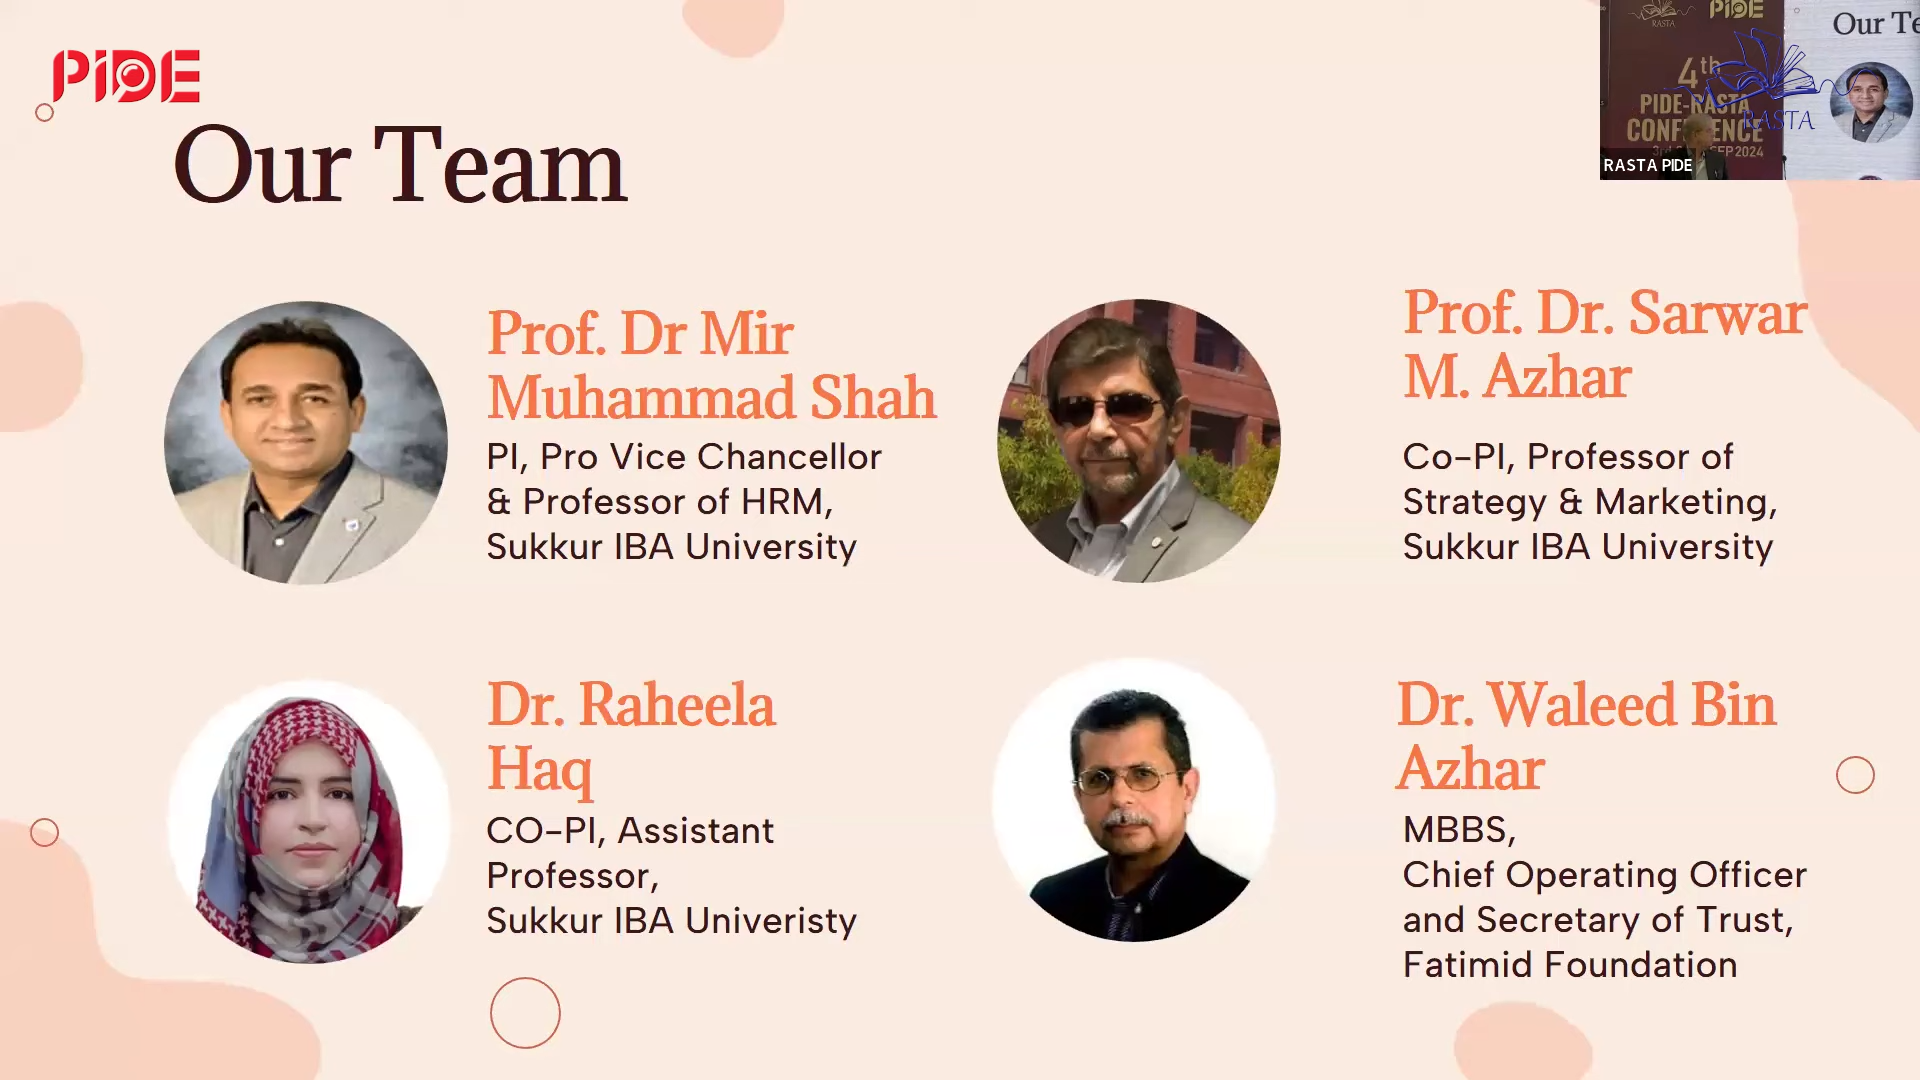 PiDE
Our Team
Prof. Dr Mir
Muhammad Shah
PI, Pro Vice Chancellor
& Professor of HRM,
Sukkur IBA University
Prof. Dr. Sarwar
M. Azhar
Co-PI, Professor of
Strategy & Marketing,
Sukkur IBA University
Dr. Raheela
Haq
CO-PI, Assistant
Professor,
Sukkur IBA Univeristy
Dr. Waleed Bin
Azhar
MBBS,
Chief Operating Officer
and Secretary of Trust,
Fatimid Foundation
RASTA
PiDE
Our Te
4th
PIDE-RASTA
CONFERENCE
SEP 2024
RASTA
RASTA PIDE